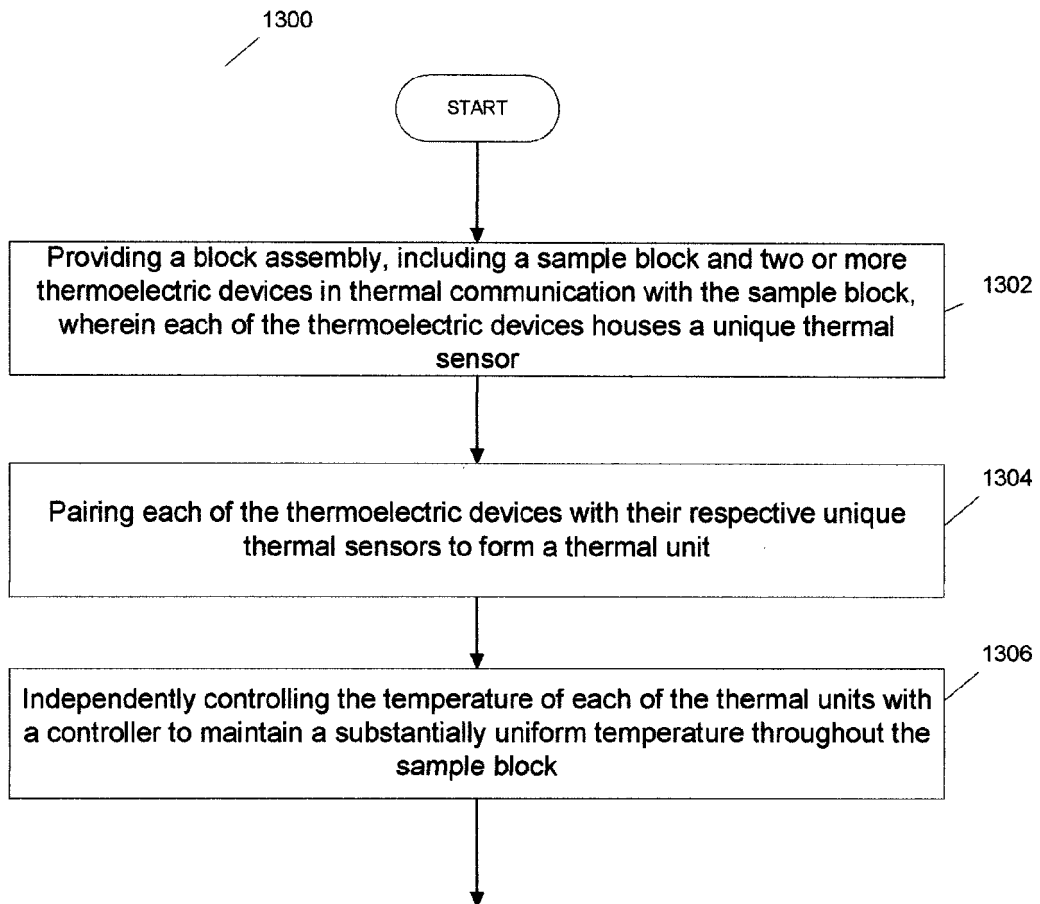 1300
START
Providing a block assembly, including a sample block and two or more
thermoelectric devices in thermal communication with the sample block,
wherein each of the thermoelectric devices houses a unique thermal
sensor
1302
Pairing each of the thermoelectric devices with their respective unique
thermal sensors to form a thermal unit
1304
Independently controlling the temperature of each of the thermal units with
a controller to maintain a substantially uniform temperature throughout the
sample block
1306